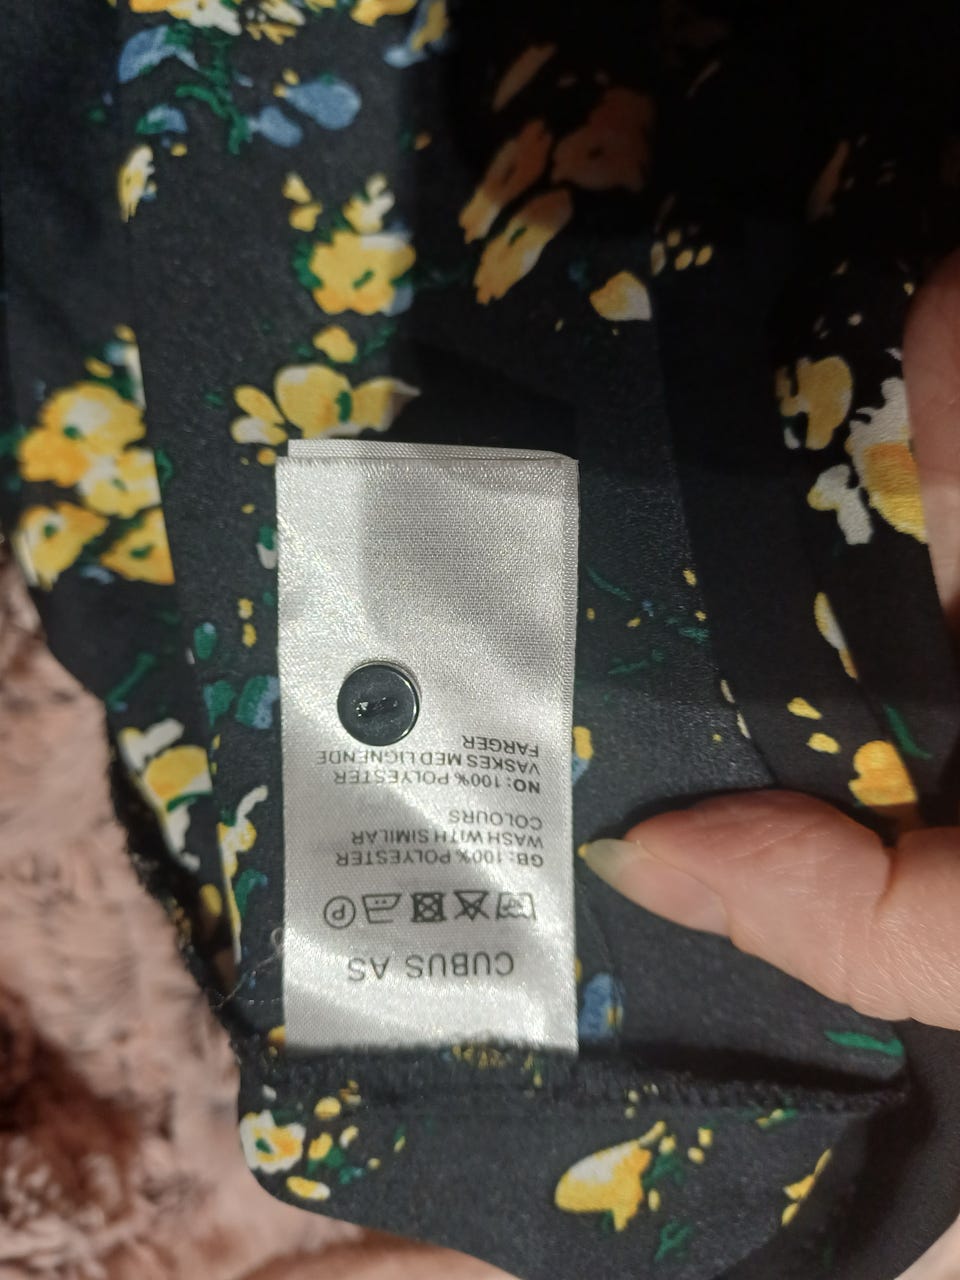 CUBUS AS
P
GB: 100% POLYESTER
WASH WITH SIMILAR
COLOURS
NO: 100% POLYESTER
VASKES MED LIGNENDE
FARGER